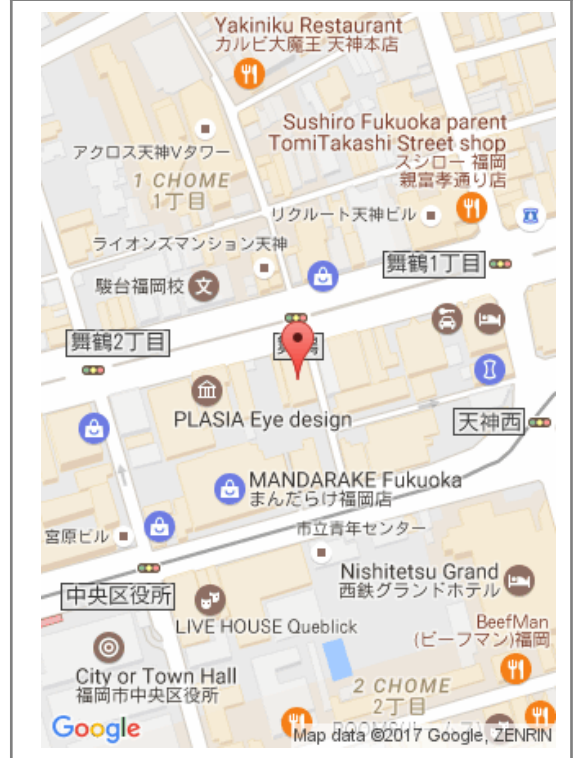 Yakiniku Restaurant
カルビ大魔王 天神本店
Sushiro Fukuoka parent
TomiTakashi Street shop
スシロー 福岡
親富孝通り店
アクロス天神Vタワー
1 CHOME
1丁目
リクルート天神ビル
ライオンズマンション天神
舞鶴1丁目
駿台福岡校
文
舞鶴2丁目
PLASIA Eye design
天神西
MANDARAKE Fukuoka
まんだらけ福岡店
宮原ビル
市立青年センター
中央区役所
Nishitetsu Grand
西鉄グランドホテル
LIVE HOUSE Queblick
BeefMan
(ビーフマン)福岡
City or Town Hall
福岡市中央区役所
2 CHOME
2丁目
Google
Map data ©2017 Google, ZENRIN